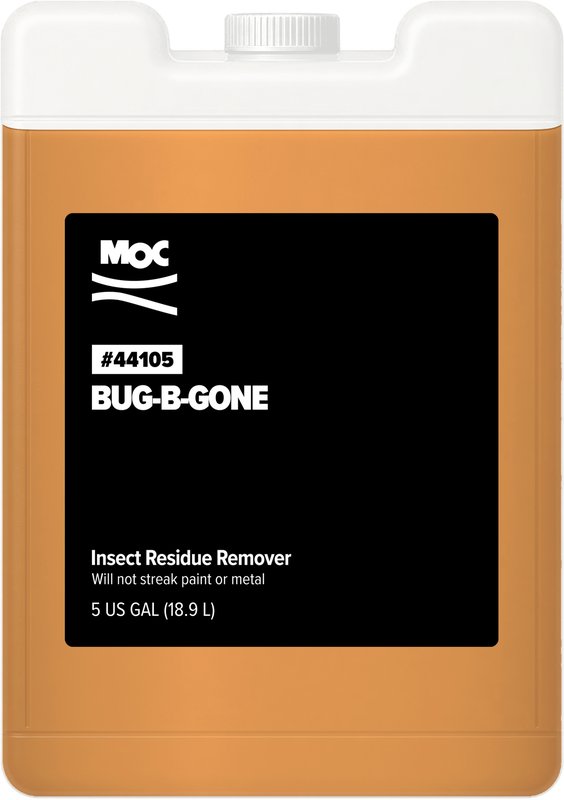 MOC
#44105
BUG-B-GONE
Insect Residue Remover
Will not streak paint or metal
5 US GAL (18.9 L)